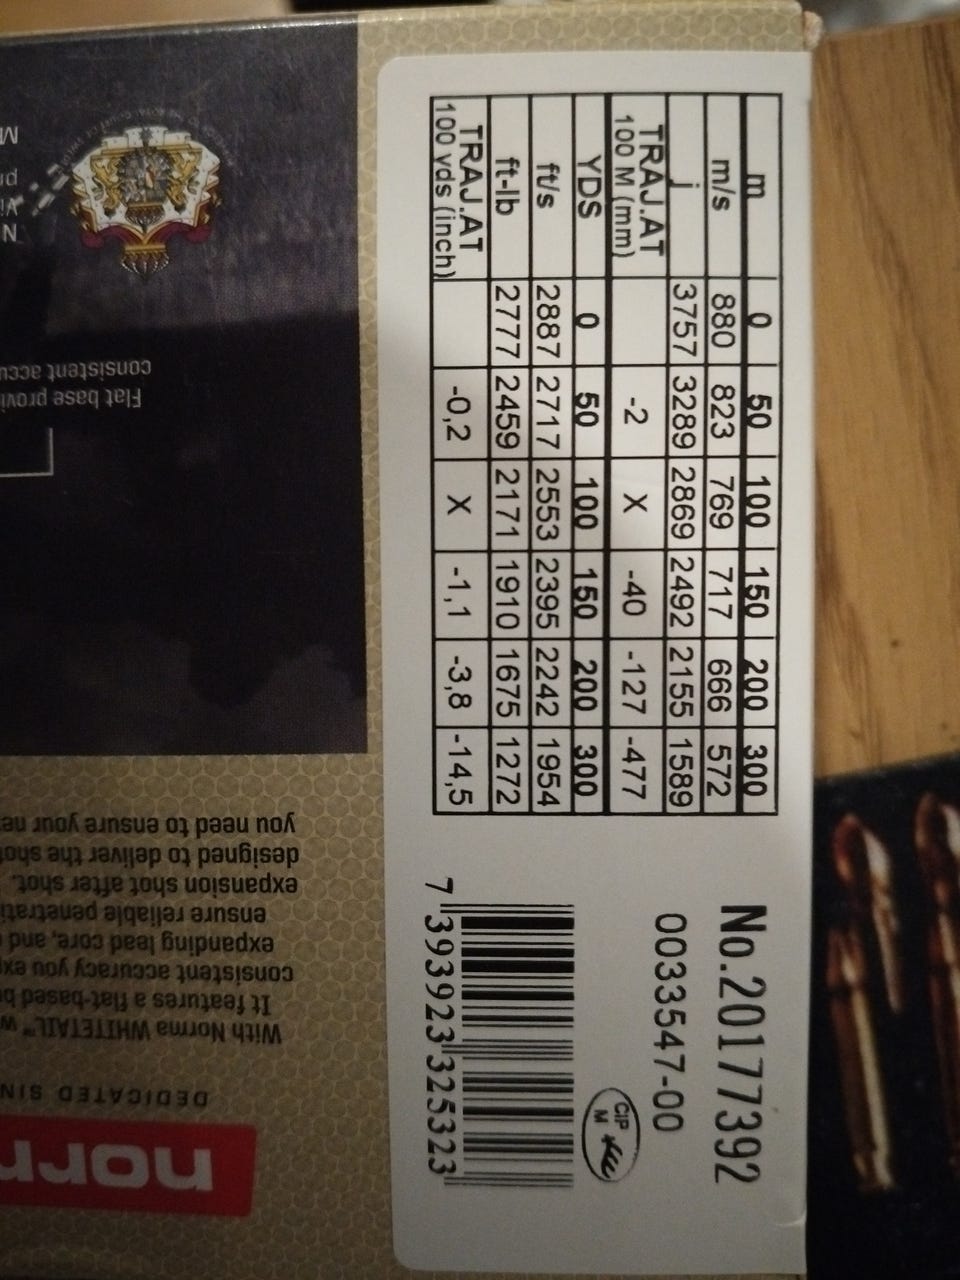 m 0 50 100 150 200 300
m/s 880 823 769 717 666 572
j 3757 3289 2869 2492 2155 1589
TRAJ.AT
100 M (mm) -2 X -40 -127 -477
YDS 0 50 100 150 200 300
ft/s 2887 2717 2553 2395 2242 1954
ft-lb 2777 2459 2171 1910 1675 1272
TRAJ.AT
100 yds (inch) -0,2 X -1,1 -3,8 -14,5
No.20177392
0033547-00
CIP
M
7 393923 325323
norm
DEDICATED SIN
With Norma WHITETAIL™ w
It features a flat-based
consistent accuracy you
expanding lead core, and
ensure reliable
expansion shot after shot.
designed to deliver the
you need to ensure your
Flat base
consistent